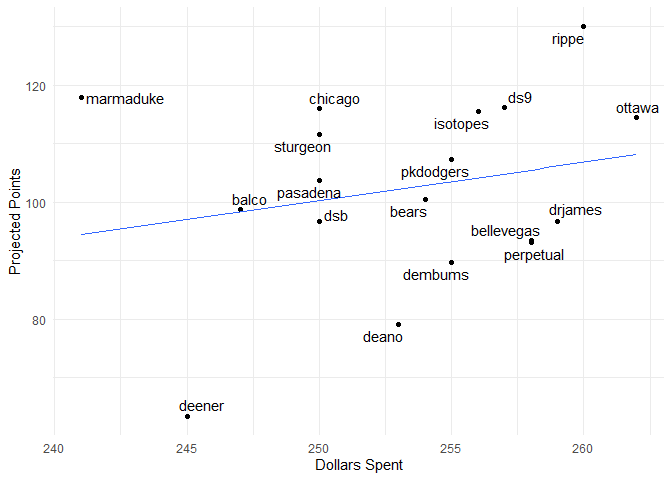 rippe
marmaduke
chicago
ds9
ottawa
120
isotopes
sturgeon
pkdodgers
pasadena
balco
dsb
bears
drjames
100
bellevegas
perpetual
dembums
80
deano
deener
240
245
250
255
260
Dollars Spent
Projected Points